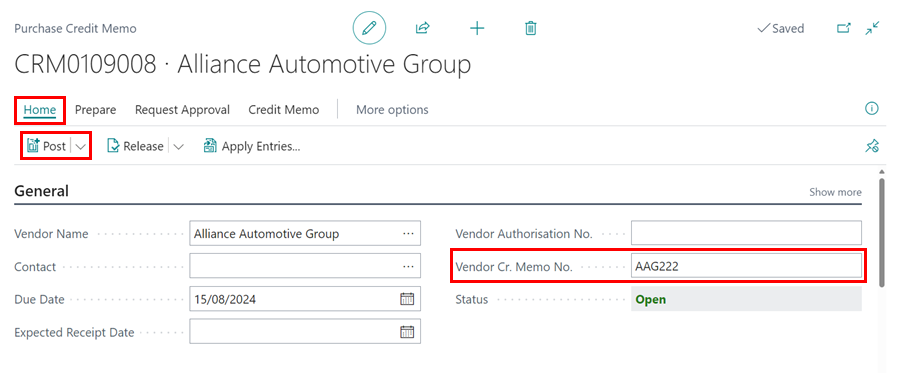 Purchase Credit Memo
Saved
CRM0109008 · Alliance Automotive Group
Home Prepare Request Approval Credit Memo More options
Post Release Apply Entries...
General Show more
Vendor Name Alliance Automotive Group ... Vendor Authorisation No.
Contact ... Vendor Cr. Memo No. AAG222
Due Date 15/08/2024 Status Open
Expected Receipt Date